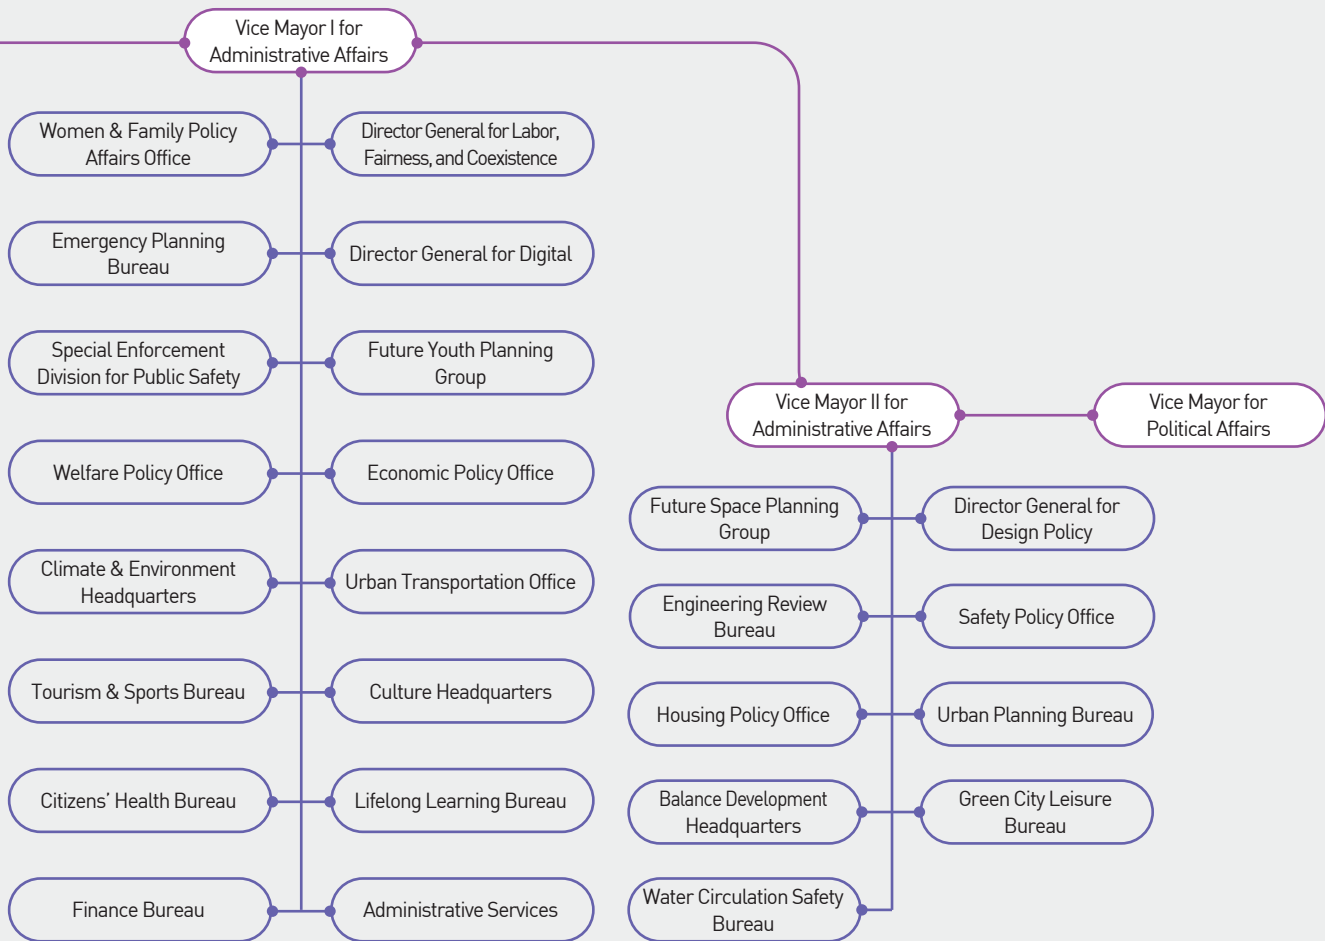 Vice Mayor I for
Administrative Affairs
Women & Family Policy
Affairs Office
Director General for Labor,
Fairness, and Coexistence
Emergency Planning
Bureau
Director General for Digital
Special Enforcement
Division for Public Safety
Future Youth Planning
Group
Welfare Policy Office
Economic Policy Office
Climate & Environment
Headquarters
Urban Transportation Office
Tourism & Sports Bureau
Culture Headquarters
Citizens’ Health Bureau
Lifelong Learning Bureau
Finance Bureau
Administrative Services
Vice Mayor II for
Administrative Affairs
Vice Mayor for
Political Affairs
Future Space Planning
Group
Director General for
Design Policy
Engineering Review
Bureau
Safety Policy Office
Housing Policy Office
Urban Planning Bureau
Balance Development
Headquarters
Green City Leisure
Bureau
Water Circulation Safety
Bureau